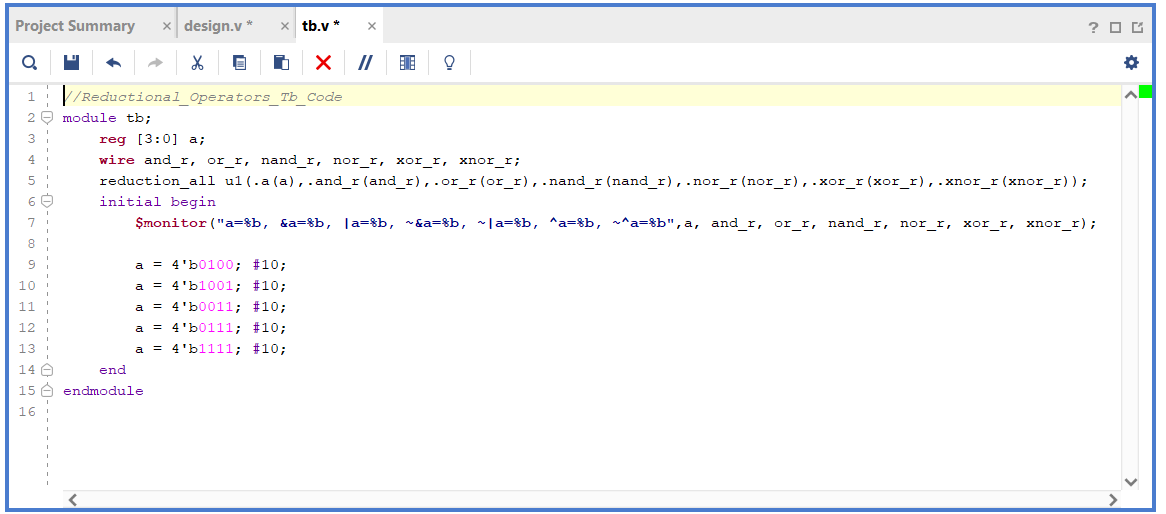 Project Summary × design.v * × tb.v * × ?
1 //Reductional_Operators_Tb_Code
2 module tb;
3 reg [3:0] a;
4 wire and_r, or_r, nand_r, nor_r, xor_r, xnor_r;
5 reduction_all u1(.a(a),.and_r(and_r),.or_r(or_r),.nand_r(nand_r),.nor_r(nor_r),.xor_r(xor_r),.xnor_r(xnor_r));
6 initial begin
7 $monitor("a=%b, &a=%b, |a=%b, ~&a=%b, ~|a=%b, ^a=%b, ~^a=%b",a, and_r, or_r, nand_r, nor_r, xor_r, xnor_r);
8
9 a = 4'b0100; #10;
10 a = 4'b1001; #10;
11 a = 4'b0011; #10;
12 a = 4'b0111; #10;
13 a = 4'b1111; #10;
14 end
15 endmodule
16